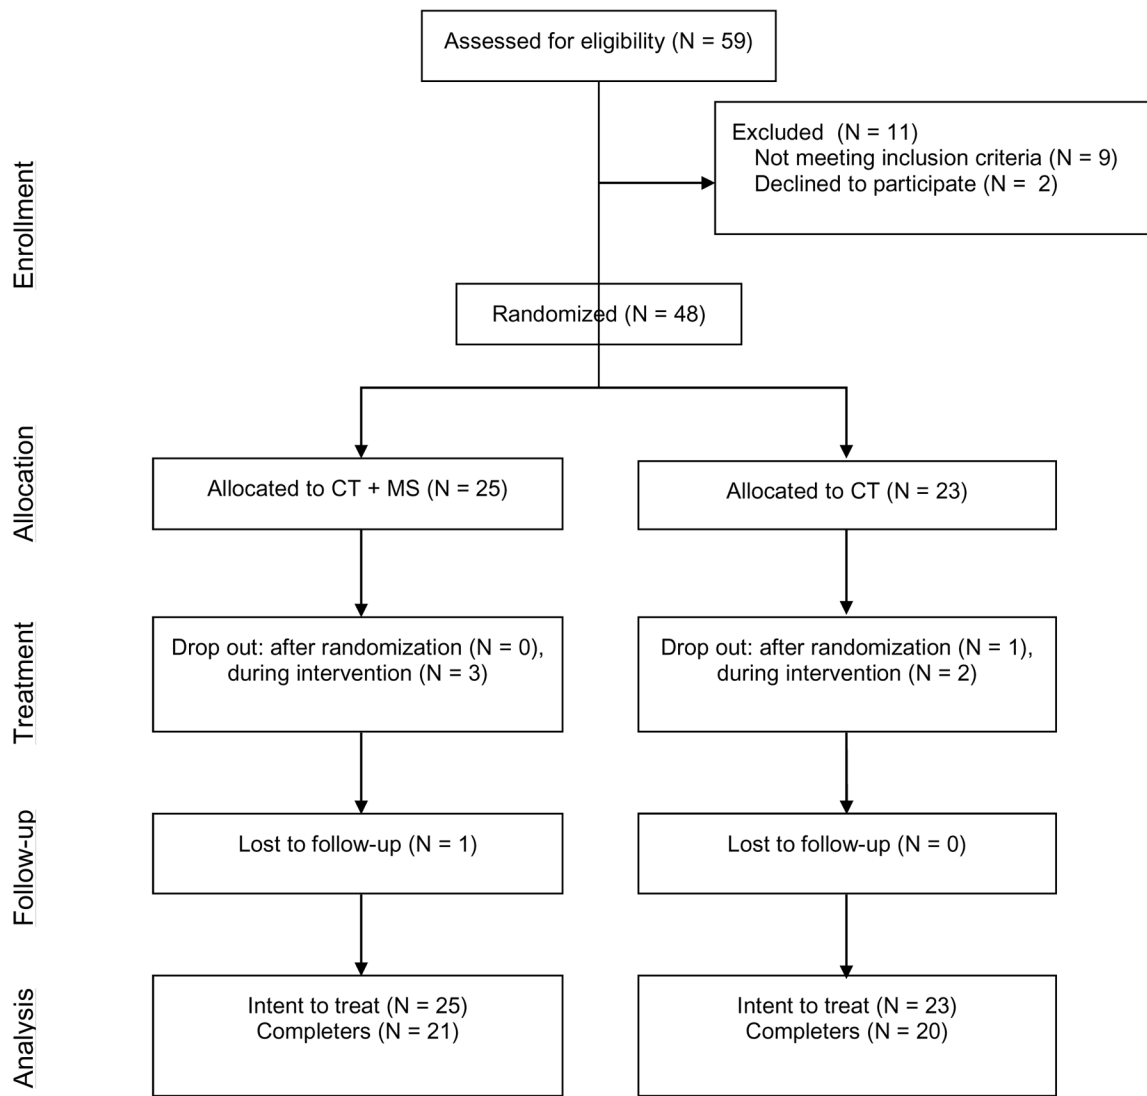 Assessed for eligibility (N = 59)
Excluded (N = 11)
Not meeting inclusion criteria (N = 9)
Declined to participate (N = 2)
Enrollment
Randomized (N = 48)
Allocation
Allocated to CT + MS (N = 25)
Allocated to CT (N = 23)
Treatment
Drop out: after randomization (N = 0),
during intervention (N = 3)
Drop out: after randomization (N = 1),
during intervention (N = 2)
Follow-up
Lost to follow-up (N = 1)
Lost to follow-up (N = 0)
Analysis
Intent to treat (N = 25)
Completers (N = 21)
Intent to treat (N = 23)
Completers (N = 20)